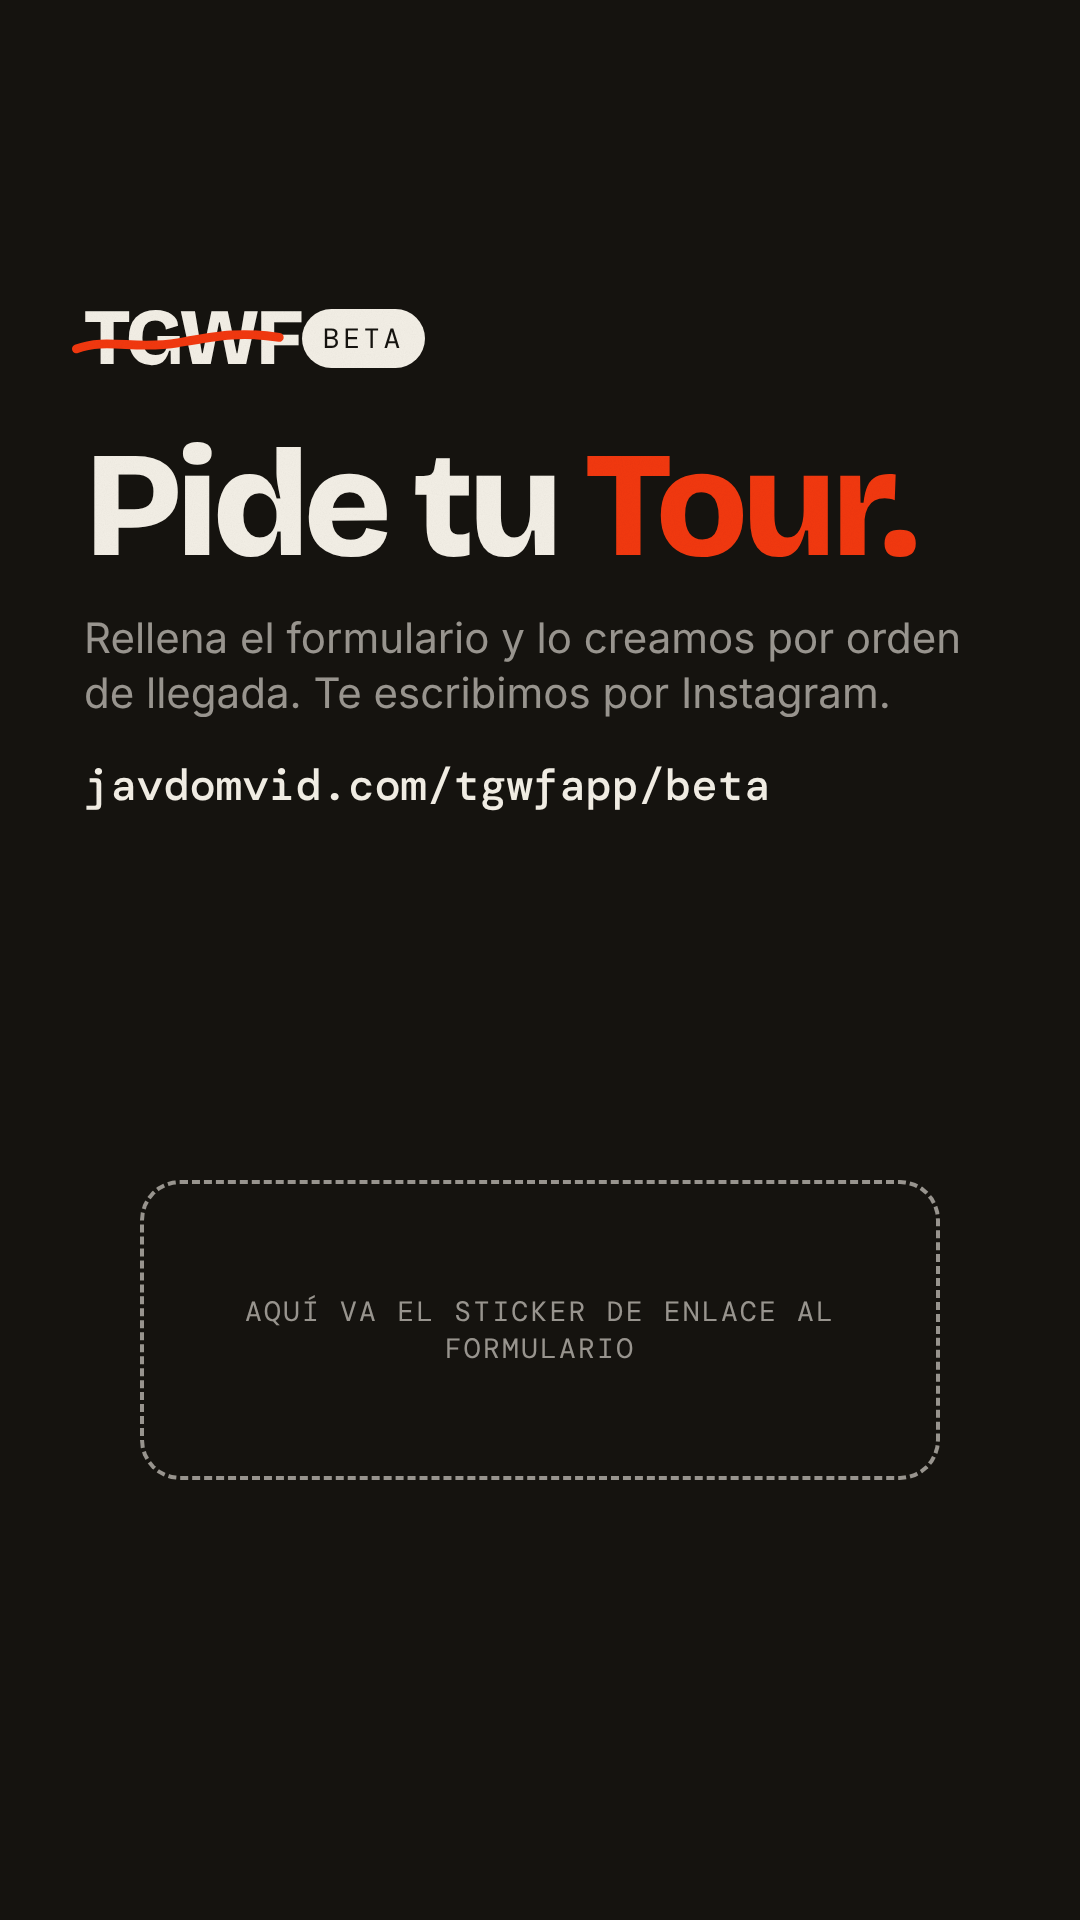 TGWF BETA
Pide tu Tour.
Rellena el formulario y lo creamos por orden
de llegada. Te escribimos por Instagram.
javdomvid.com/tgwfapp/beta
AQUÍ VA EL STICKER DE ENLACE AL
FORMULARIO